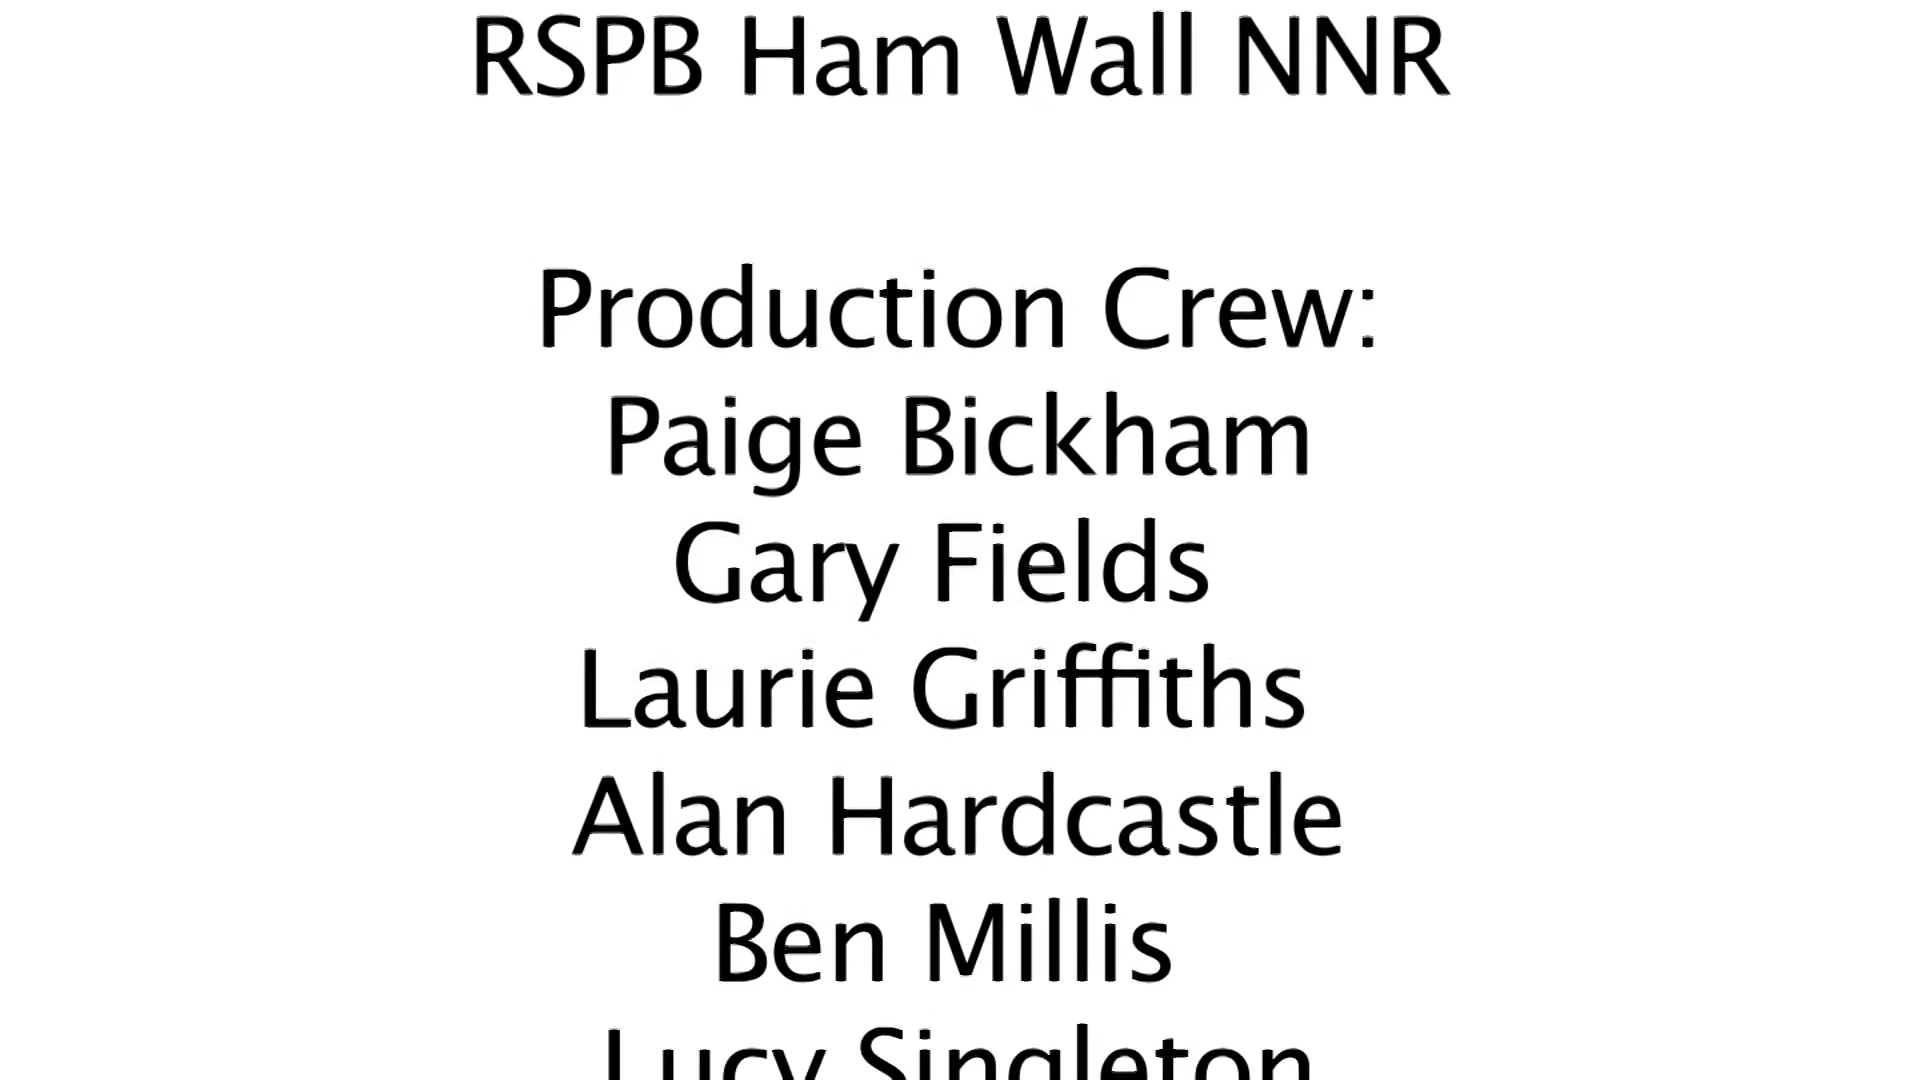 RSPB Ham Wall NNR
Production Crew:
Paige Bickham
Gary Fields
Laurie Griffiths
Alan Hardcastle
Ben Millis
Lucy Singleton